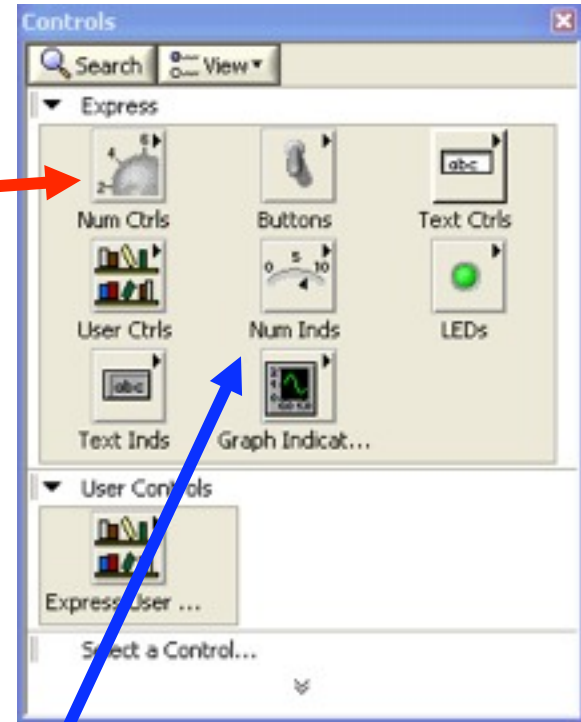 Controls
Search View
Express
Num Ctrls Buttons Text Ctrls
User Ctrls Num Inds LEDs
Text Inds Graph Indicat...
User Controls
Express User ...
Select a Control...